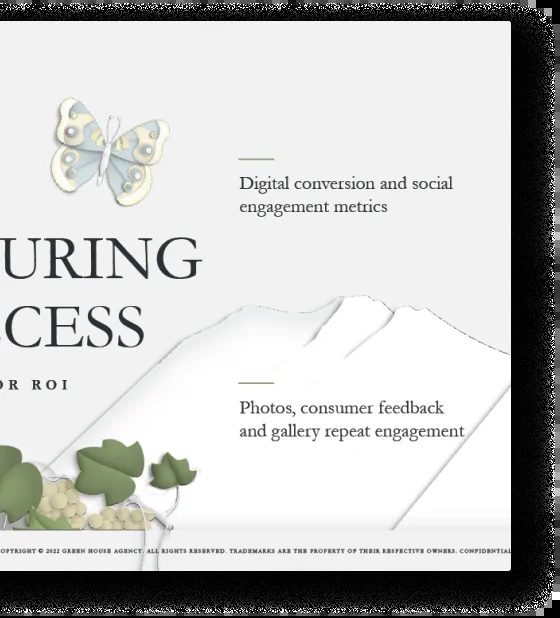 Digital conversion and social
engagement metrics
URING
CESS
OR ROI
Photos, consumer feedback
and gallery repeat engagement
OPYRIGHT © 2022 GREEN HOUSE AGENCY. ALL RIGHTS RESERVED. TRADEMARKS ARE THE PROPERTY OF THEIR RESPECTIVE OWNERS. CONFIDENTIAL